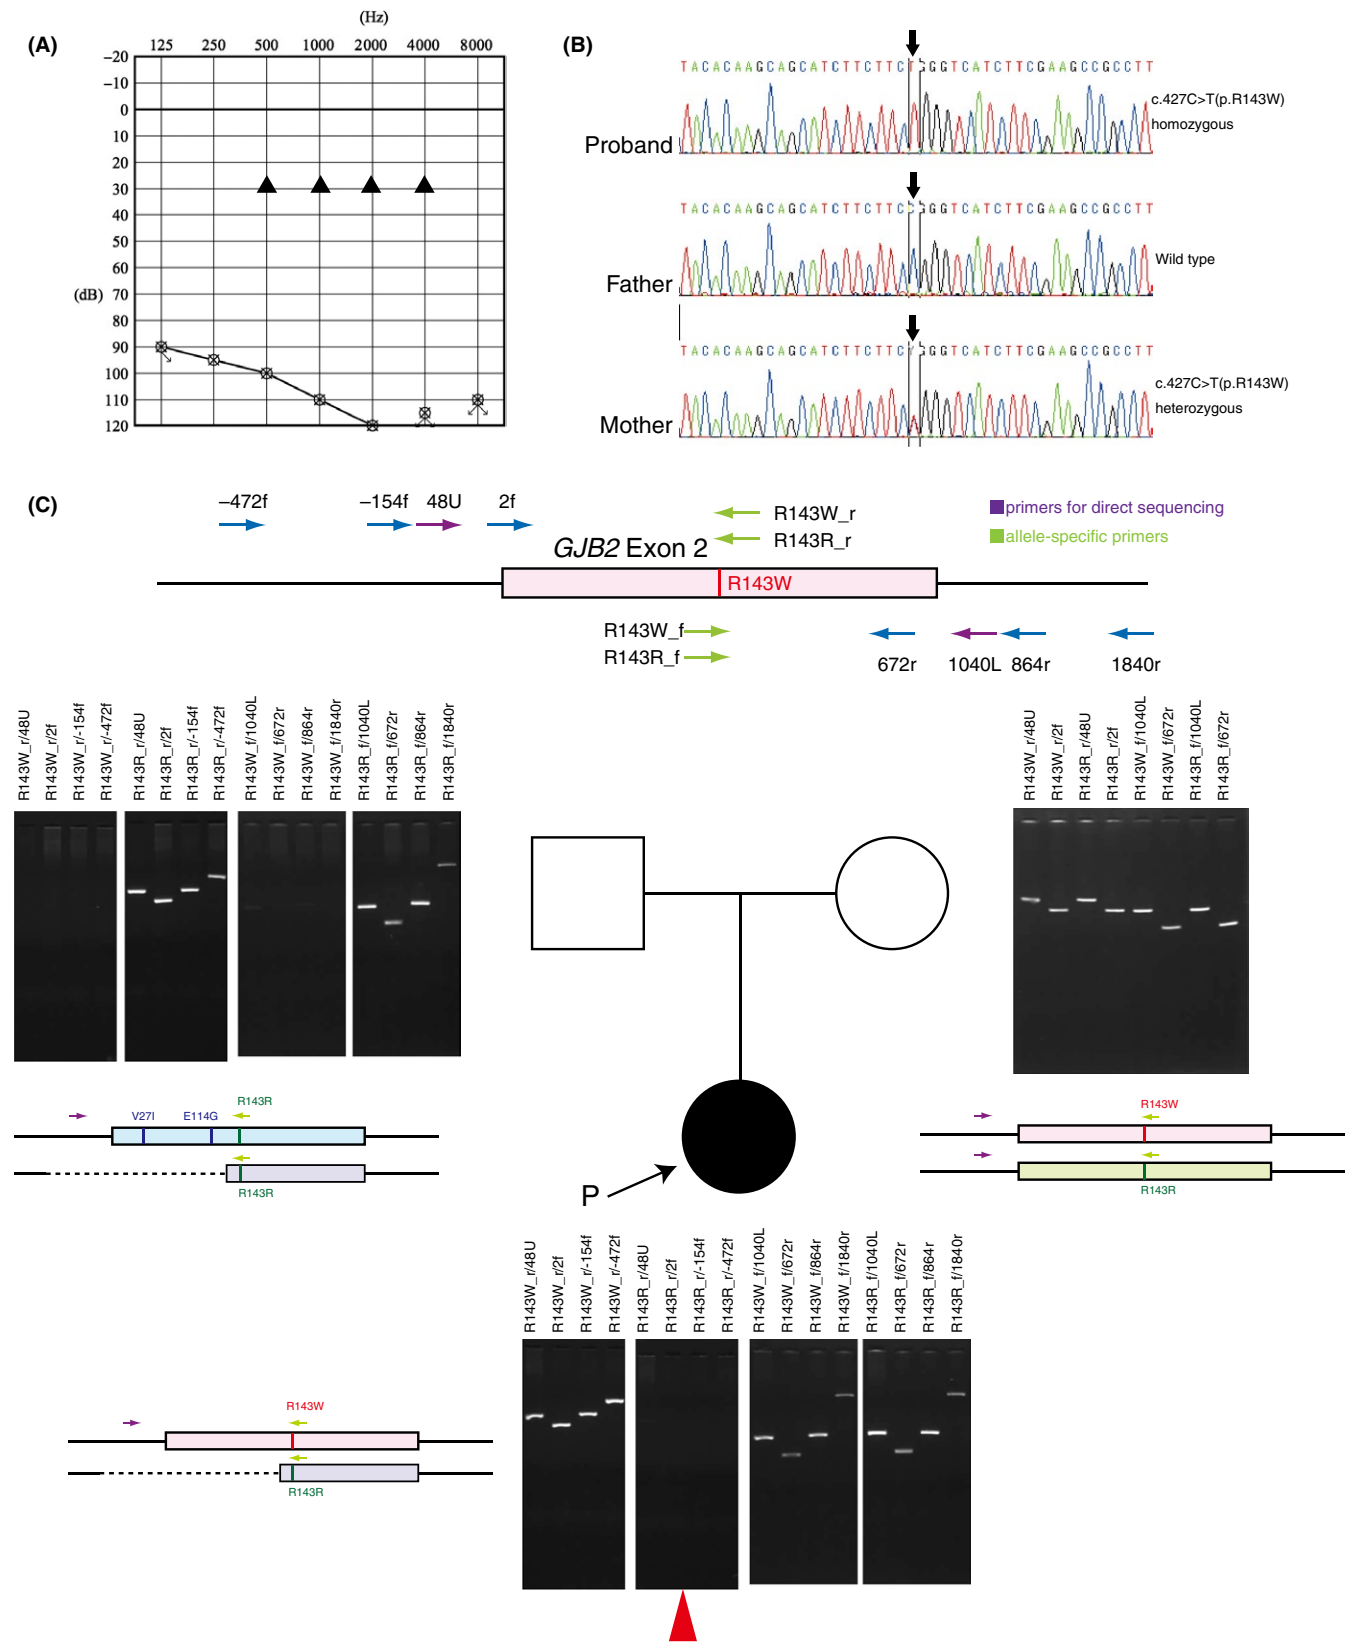 (A)
(Hz)
125 250 500 1000 2000 4000 8000
−20
−10
0
10
20
30
40
50
60
(dB) 70
80
90
100
110
120
(B)
TACACAAGCAGCATCTTCTTCTGGGTCATCTTCGAAGCCGCCTT
Proband
c.427C>T(p.R143W)
homozygous
TACACAAGCAGCATCTTCTTCCGGGTCATCTTCGAAGCCGCCTT
Father
Wild type
TACACAAGCAGCATCTTCTTCYGGGTCATCTTCGAAGCCGCCTT
Mother
c.427C>T(p.R143W)
heterozygous
(C)
−472f −154f 48U 2f
R143W_r
R143R_r
primers for direct sequencing
allele-specific primers
GJB2 Exon 2
R143W
R143W_f
R143R_f
672r 1040L 864r 1840r
R143W_r/48U
R143W_r/2f
R143W_r/-154f
R143W_r/-472f
R143R_r/48U
R143R_r/2f
R143R_r/-154f
R143R_r/-472f
R143W_f/1040L
R143W_f/672r
R143W_f/864r
R143W_f/1840r
R143R_f/1040L
R143R_f/672r
R143R_f/864r
R143R_f/1840r
R143W_r/48U
R143W_r/2f
R143R_r/48U
R143R_r/2f
R143W_f/1040L
R143W_f/672r
R143R_f/1040L
R143R_f/672r
V27I E114G R143R
R143R
R143W
R143R
P
R143W_r/48U
R143W_r/2f
R143W_r/-154f
R143W_r/-472f
R143R_r/48U
R143R_r/2f
R143R_r/-154f
R143R_r/-472f
R143W_f/1040L
R143W_f/672r
R143W_f/864r
R143W_f/1840r
R143R_f/1040L
R143R_f/672r
R143R_f/864r
R143R_f/1840r
R143W
R143R